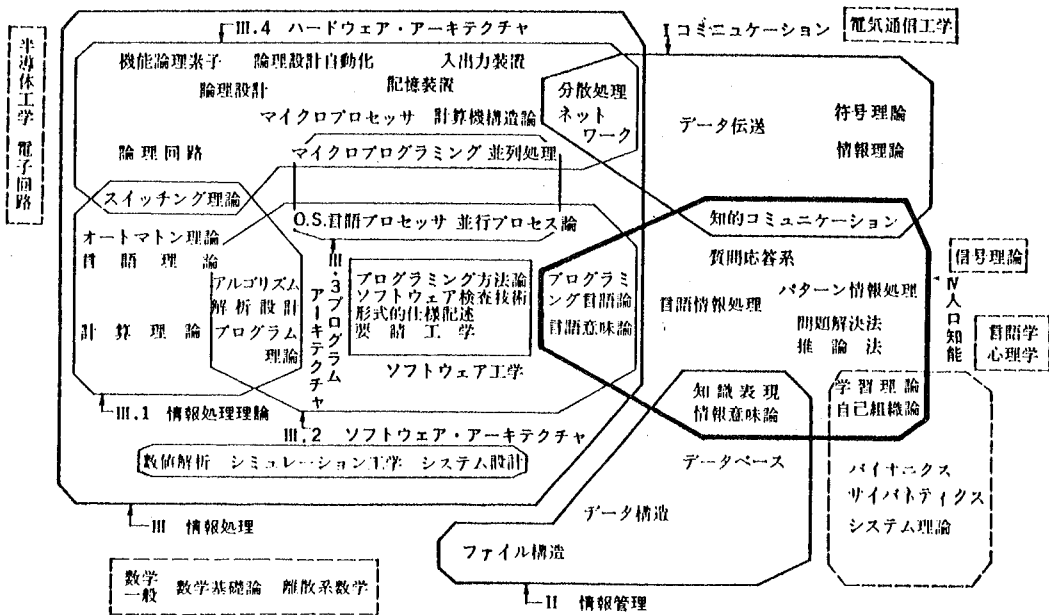 III.4 ハードウェア・アーキテクチャ
I コミニュケーション
電気通信工学
半導体工学 電子回路
機能論理素子 論理設計自動化 入出力装置
論理設計 記憶装置
マイクロプロセッサ 計算機構造論
分散処理
ネット
ワーク
データ伝送
符号理論
情報理論
論理回路
マイクロプログラミング 並列処理
スイッチング理論
O.S.言語プロセッサ 並行プロセス論
知的コミュニケーション
オートマトン理論
言語理論
計算理論
アルゴリズム
解析設計
プログラム
理論
III・3プログラム
アーキテクチャ
プログラミング方法論
ソフトウェア検査技術
形式的仕様記述
要請工学
ソフトウェア工学
プログラミ
ング言語論
言語意味論
質問応答系
言語情報処理
パターン情報処理
問題解決法
推論法
IV人口知能
信号理論
言語学
心理学
III.1 情報処理理論
III.2 ソフトウェア・アーキテクチャ
知識表現
情報意味論
学習理論
自己組織論
数値解析 シミュレーション工学 システム設計
データベース
バイオニクス
サイバネティクス
システム理論
III 情報処理
データ構造
ファイル構造
数学
一般
数学基礎論 離散系数学
II 情報管理